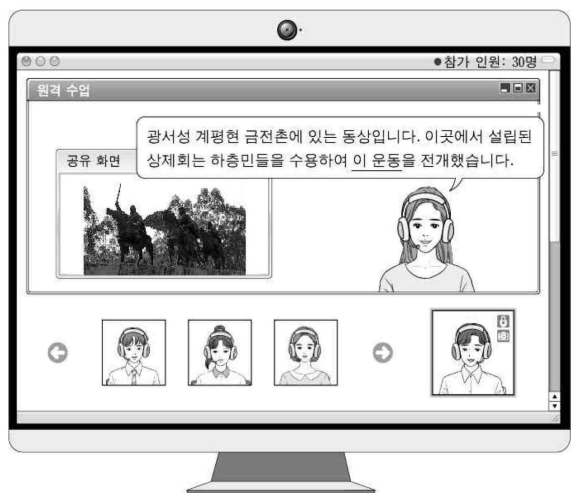 ●참가 인원: 30명
원격 수업
광서성 계평현 금전촌에 있는 동상입니다. 이곳에서 설립된
상제회는 하층민들을 수용하여 이 운동을 전개했습니다.
공유 화면